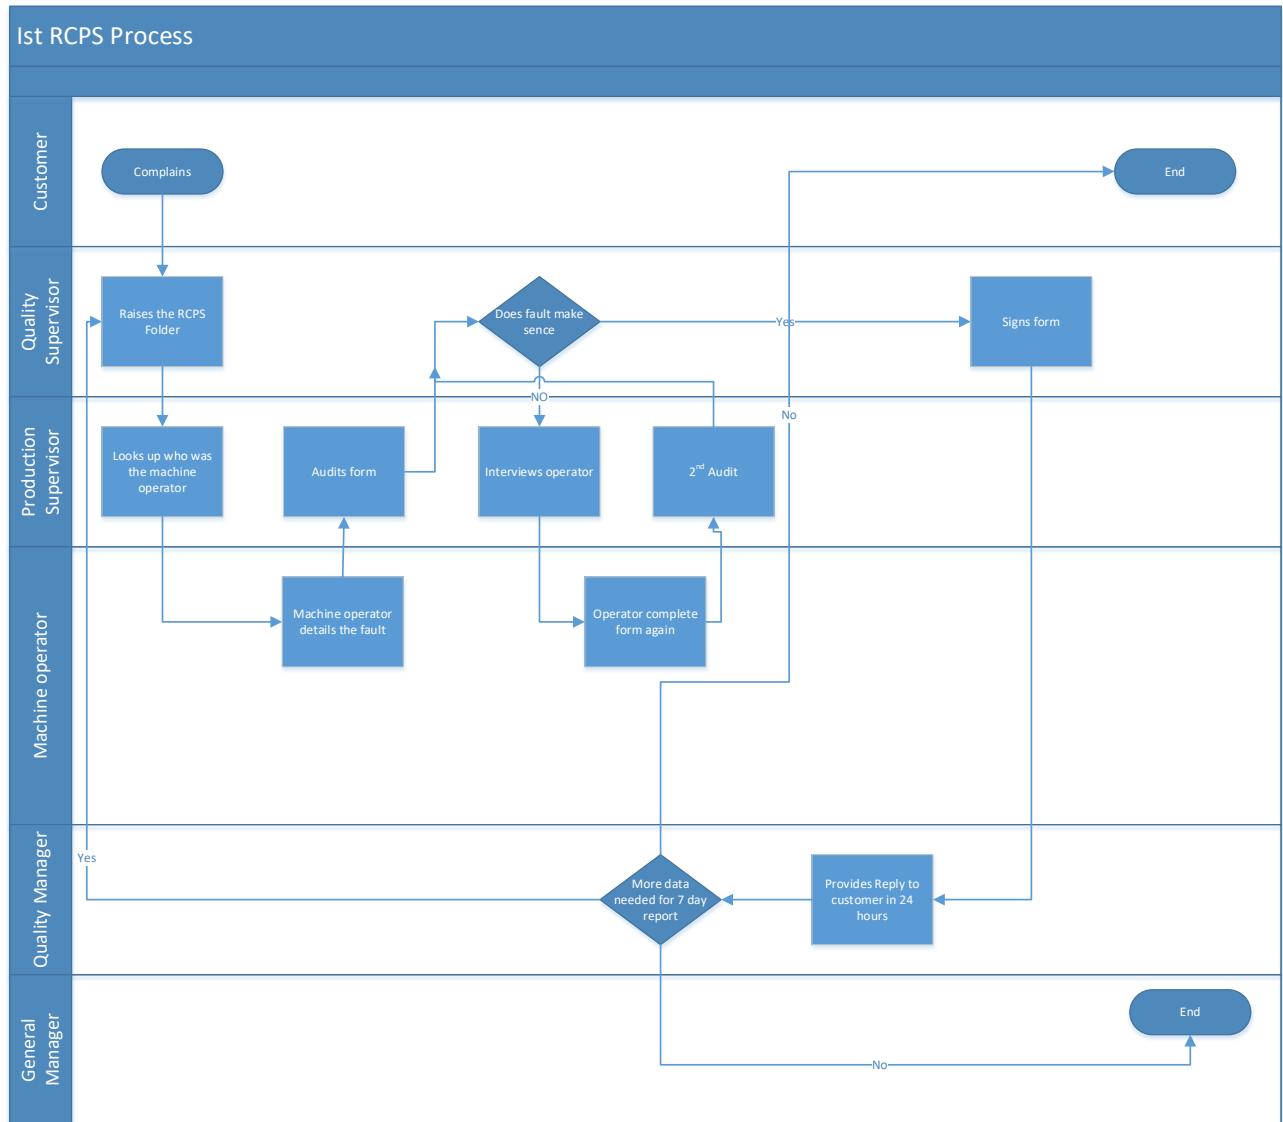 Ist RCPS Process
Customer
Complains
End
Quality
Supervisor
Raises the RCPS
Folder
Does fault make
sence
Yes
Signs form
NO
No
Production
Supervisor
Looks up who was
the machine
operator
Audits form
Interviews operator
2nd Audit
Machine operator
Machine operator
details the fault
Operator complete
form again
Quality Manager
Yes
More data
needed for 7 day
report
Provides Reply to
customer in 24
hours
General
Manager
End
No